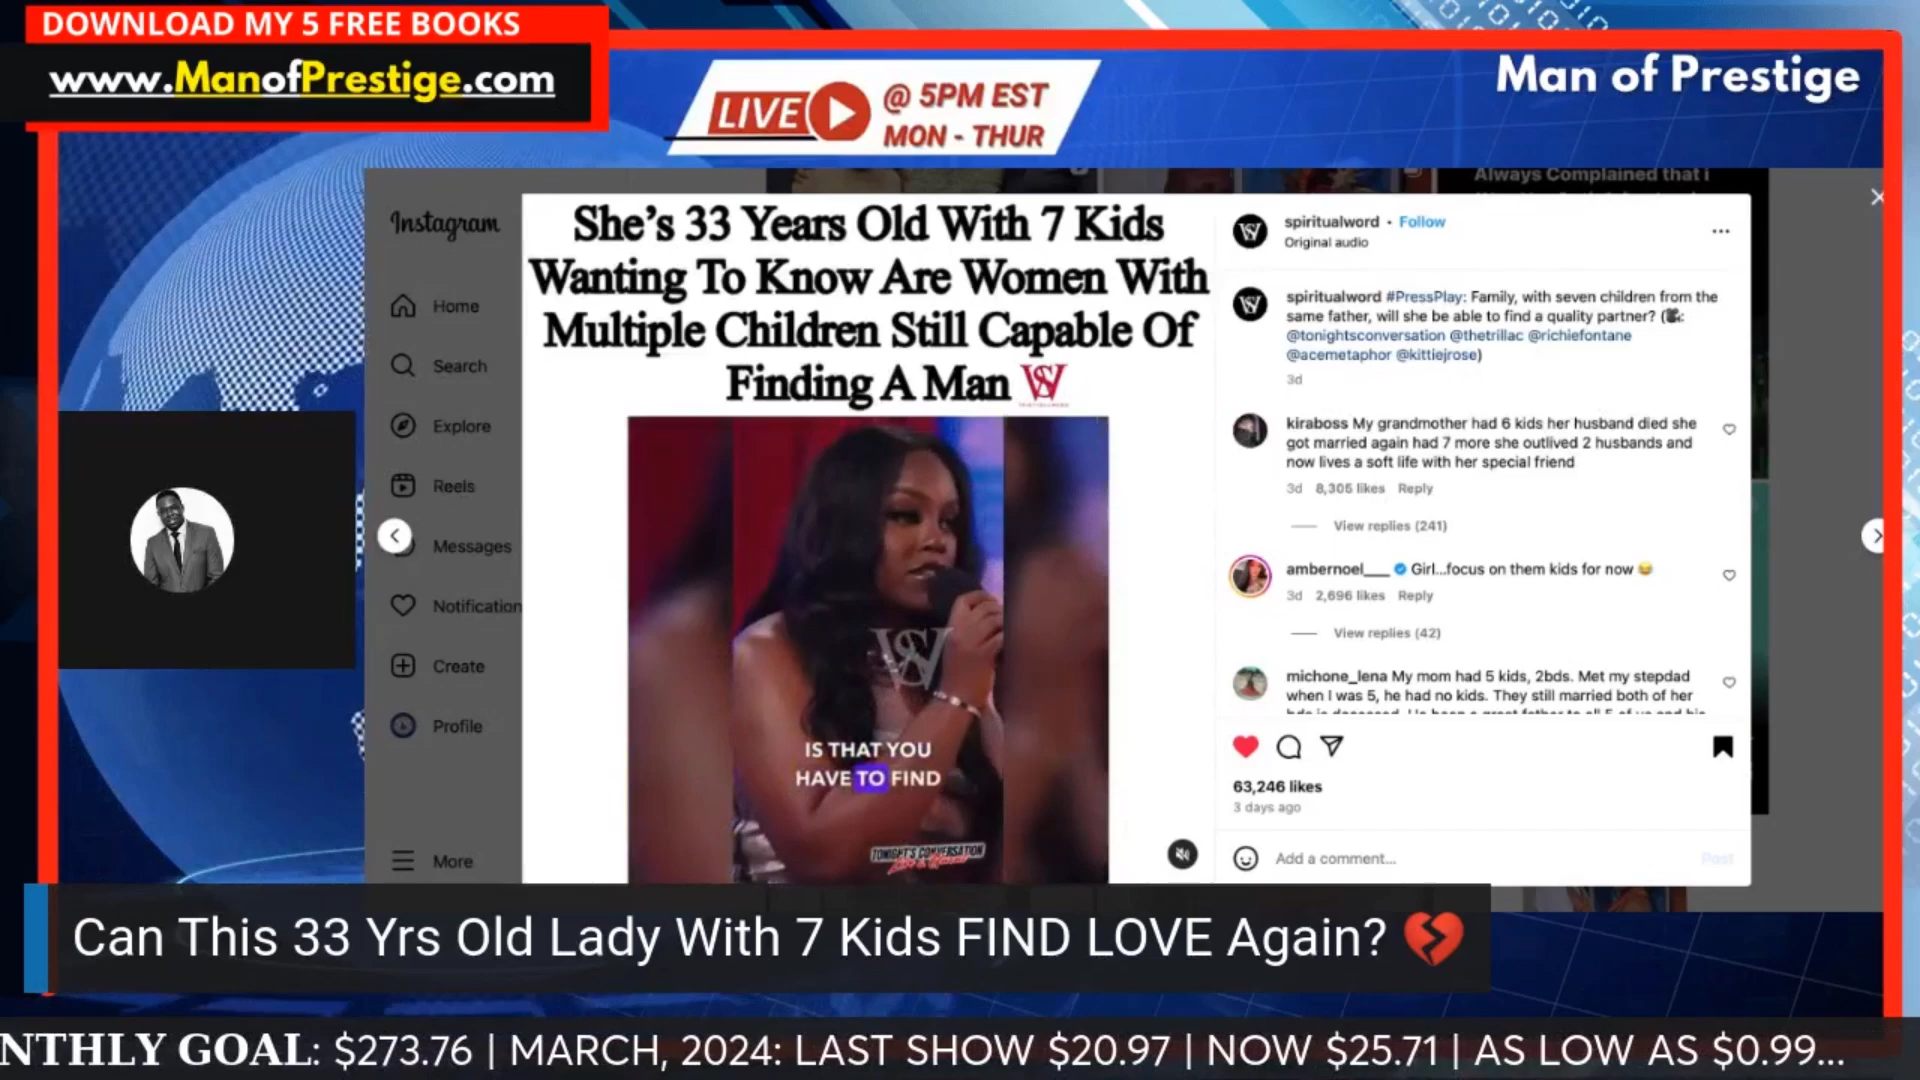 DOWNLOAD MY 5 FREE BOOKS
www.ManofPrestige.com
LIVE
@ 5PM EST
MON - THUR
Man of Prestige
Always Complained that i
Instagram
Home
Search
Explore
Reels
Messages
Notification
Create
Profile
More
She's 33 Years Old With 7 Kids
Wanting To Know Are Women With
Multiple Children Still Capable Of
Finding A Man
IS THAT YOU
HAVE TO FIND
TONIGHT'S CONVERSATION
spiritualword • Follow
Original audio
spiritualword #PressPlay: Family, with seven children from the
same father, will she be able to find a quality partner? (🎥:
@tonightsconversation @thetrillac @richiefontane
@acemetaphor @kittiejrose)
3d
kiraboss My grandmother had 6 kids her husband died she
got married again had 7 more she outlived 2 husbands and
now lives a soft life with her special friend
3d 8,305 likes Reply
View replies (241)
ambernoel___ Girl...focus on them kids for now 😂
3d 2,696 likes Reply
View replies (42)
michone_lena My mom had 5 kids, 2bds. Met my stepdad
when I was 5, he had no kids. They still married both of her
63,246 likes
3 days ago
Add a comment...
Post
Can This 33 Yrs Old Lady With 7 Kids FIND LOVE Again? 💔
NTHLY GOAL: $273.76 | MARCH, 2024: LAST SHOW $20.97 | NOW $25.71 | AS LOW AS $0.99...